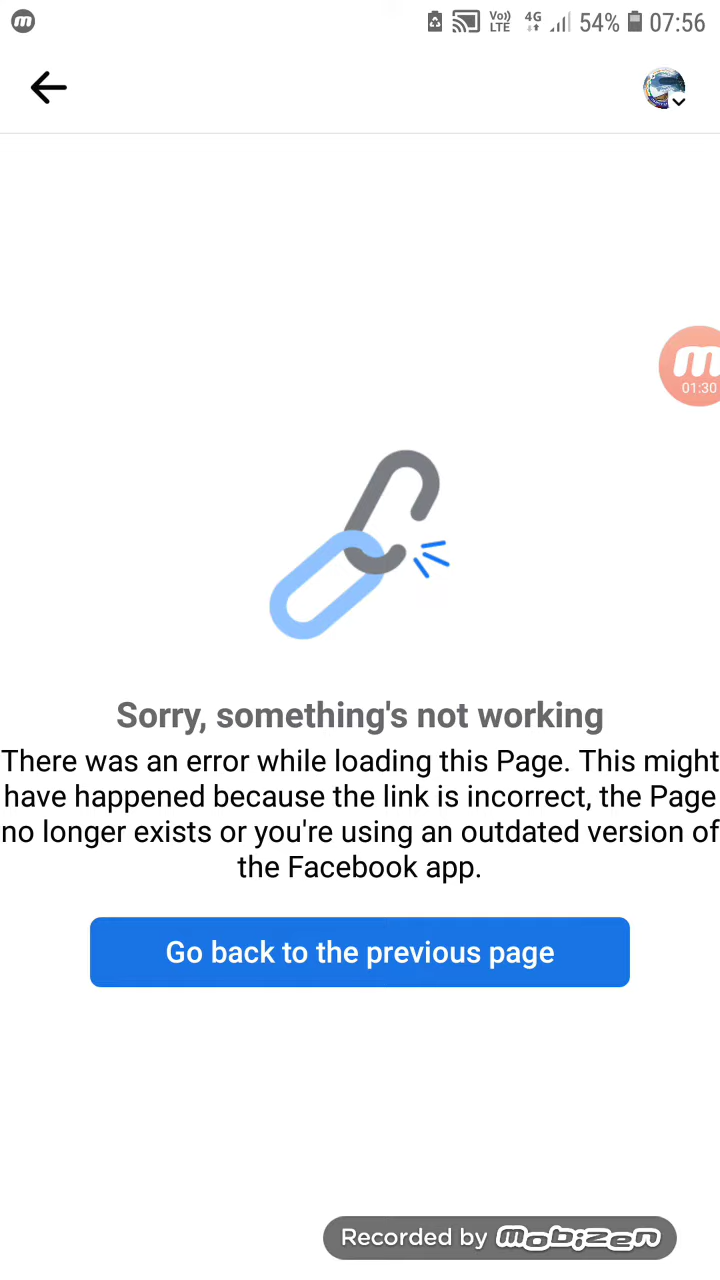 m Vo)) LTE 4G 54% 07:56
m
01:30
Sorry, something's not working
There was an error while loading this Page. This might
have happened because the link is incorrect, the Page
no longer exists or you're using an outdated version of
the Facebook app.
Go back to the previous page
Recorded by mobizen